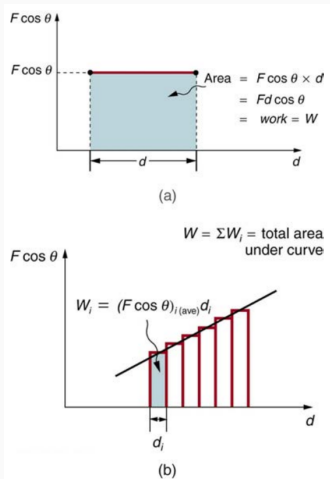 F cos θ
F cos θ
Area = F cos θ × d
= Fd cos θ
= work = W
d
d
(a)
W = ΣWᵢ = total area
under curve
F cos θ
Wᵢ = (F cos θ)ᵢ₍ₐᵥₑ₎dᵢ
dᵢ
d
(b)